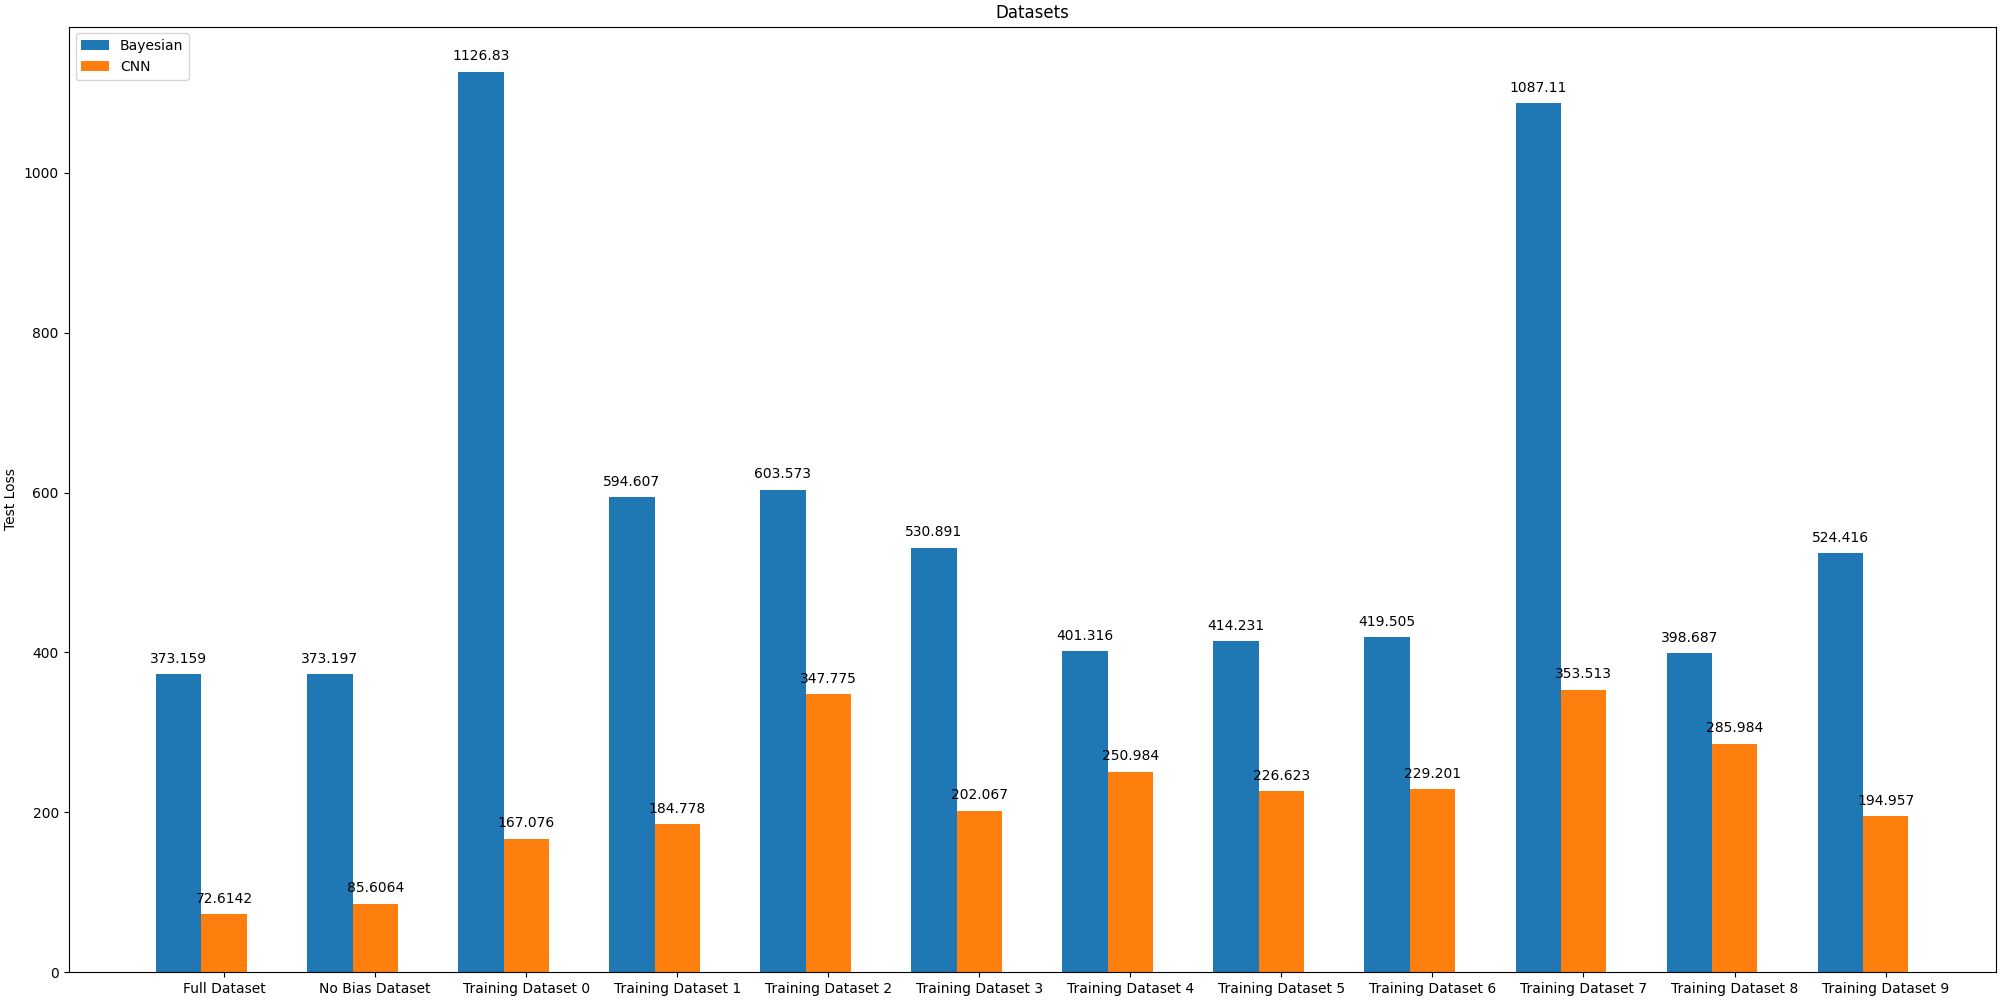 Datasets
Bayesian
CNN
1126.83
1087.11
1000
800
600
400
200
0
Test Loss
373.159
72.6142
373.197
85.6064
167.076
594.607
184.778
603.573
347.775
530.891
202.067
401.316
250.984
414.231
226.623
419.505
229.201
353.513
398.687
285.984
524.416
194.957
Full Dataset
No Bias Dataset
Training Dataset 0
Training Dataset 1
Training Dataset 2
Training Dataset 3
Training Dataset 4
Training Dataset 5
Training Dataset 6
Training Dataset 7
Training Dataset 8
Training Dataset 9